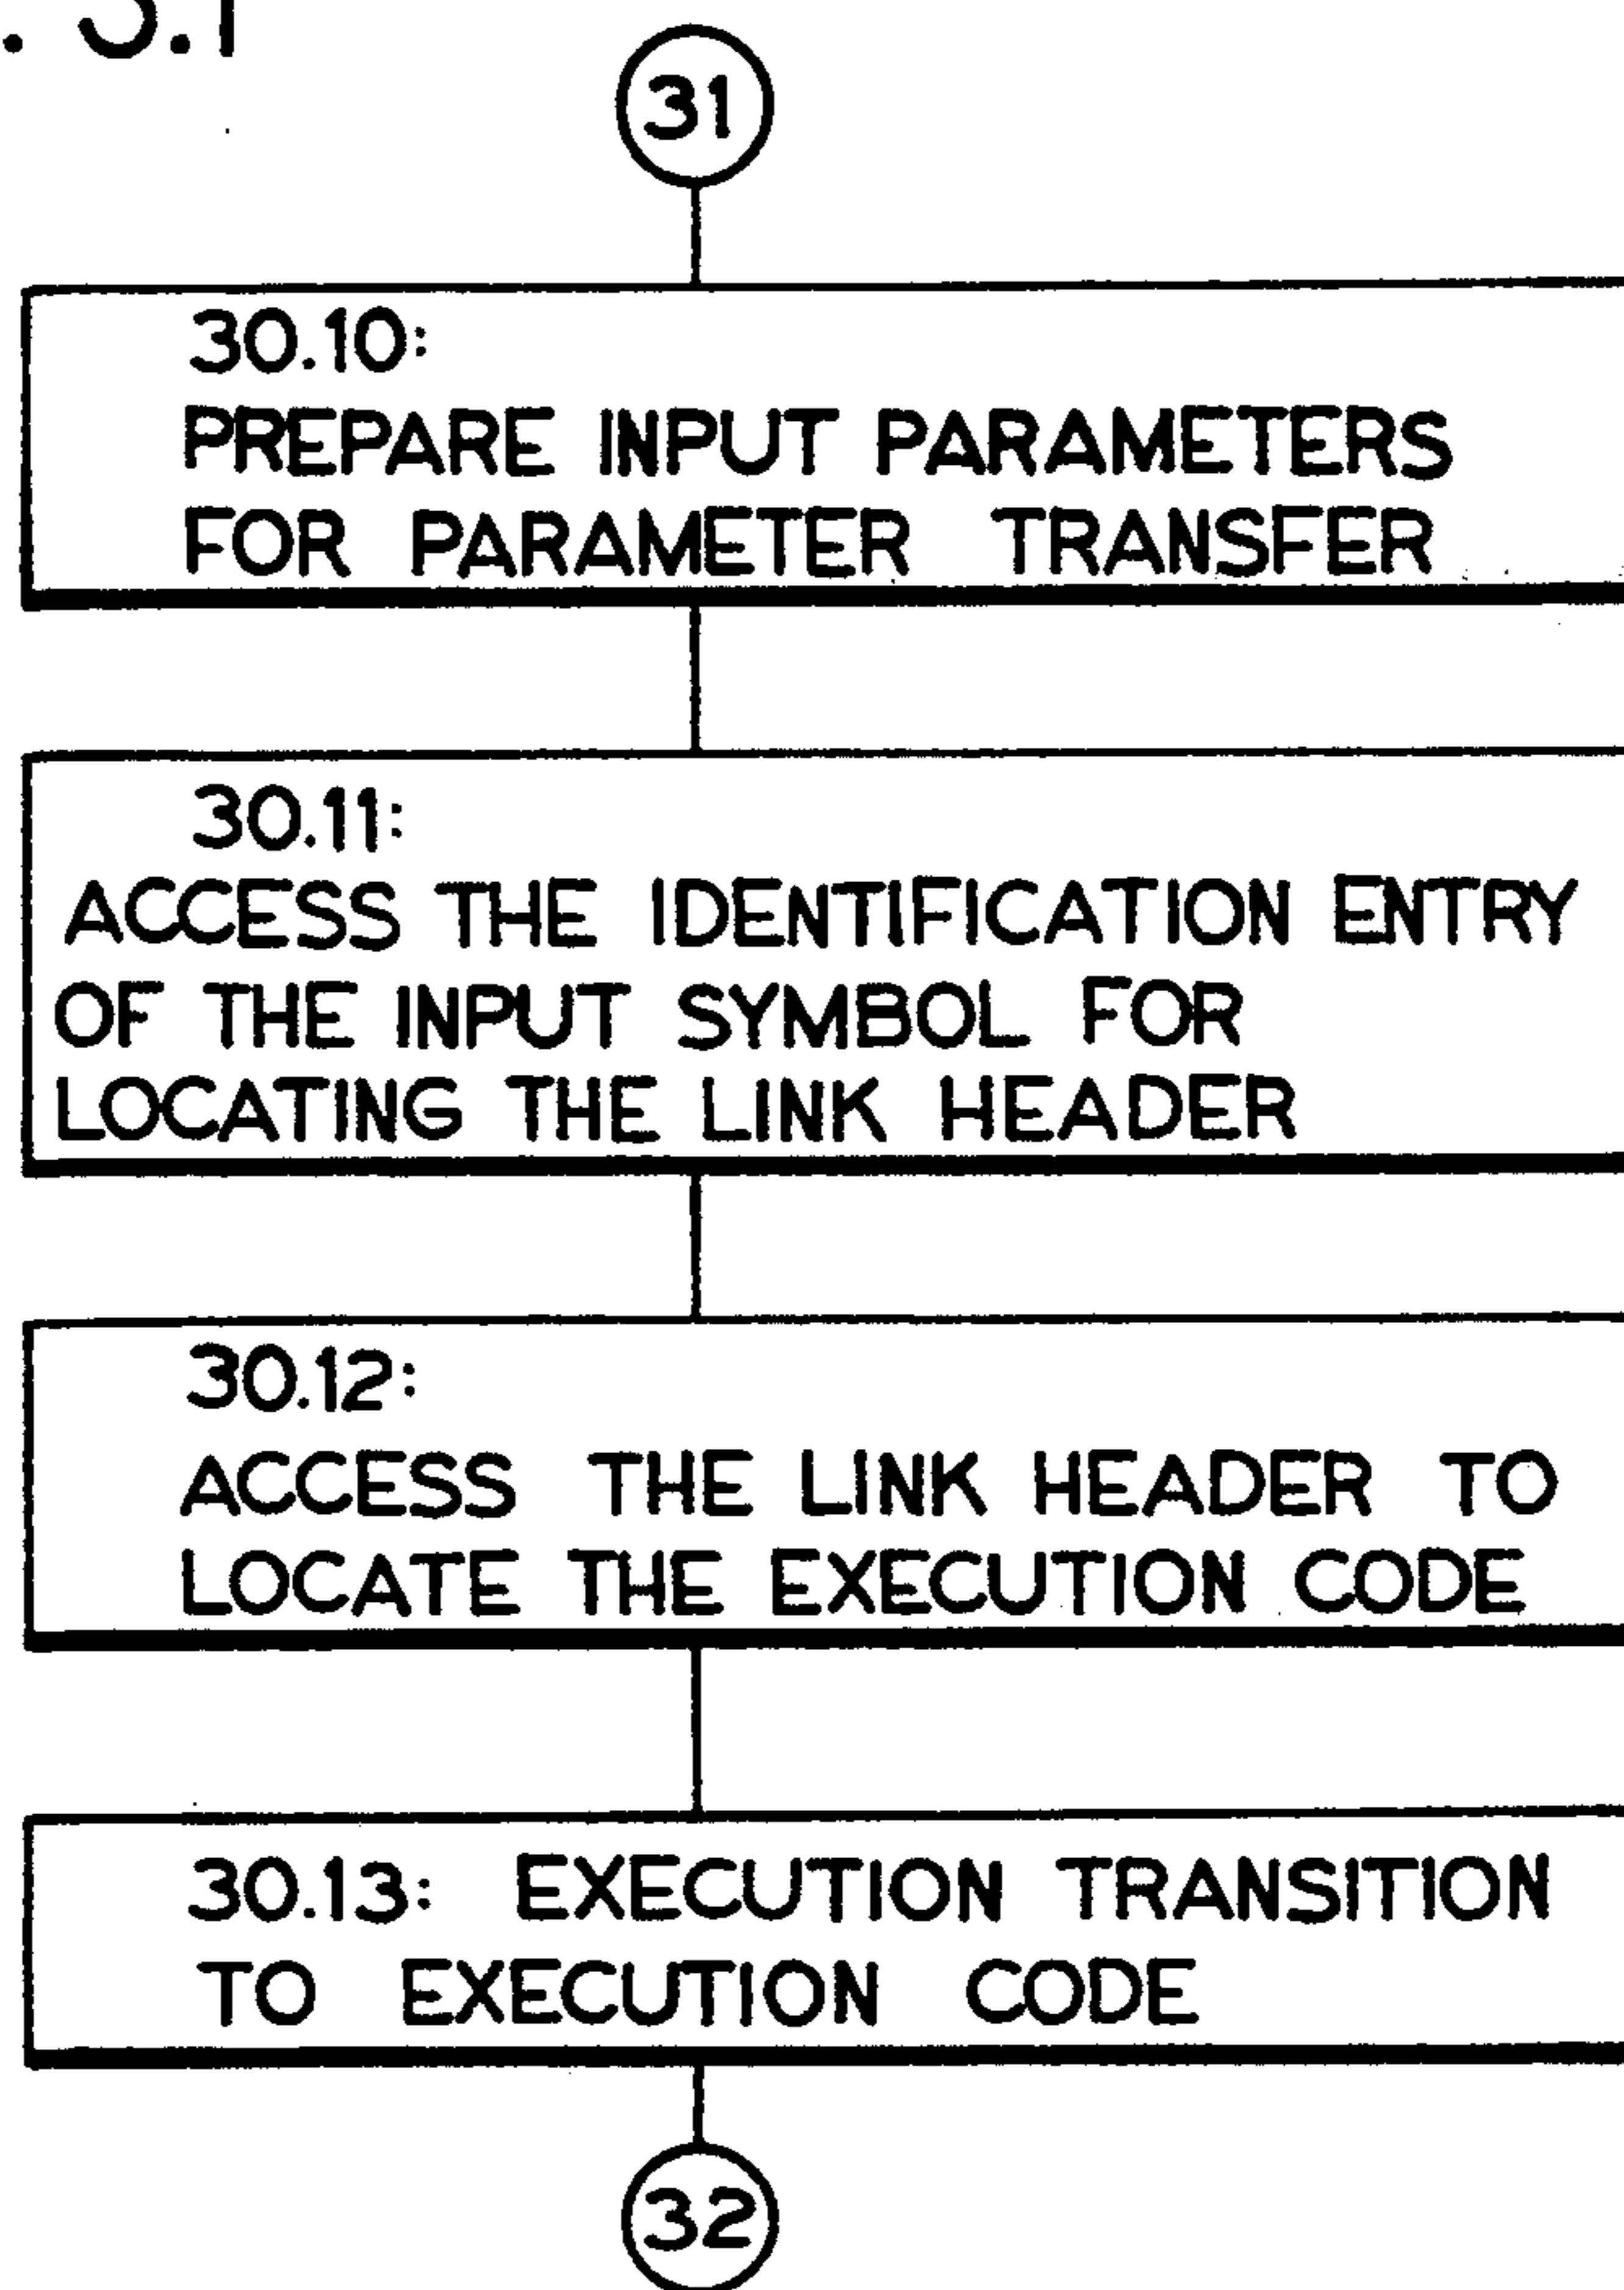 . 3.1
31
30.10:
PREPARE INPUT PARAMETERS
FOR PARAMETER TRANSFER
30.11:
ACCESS THE IDENTIFICATION ENTRY
OF THE INPUT SYMBOL FOR
LOCATING THE LINK HEADER
30.12:
ACCESS THE LINK HEADER TO
LOCATE THE EXECUTION CODE
30.13: EXECUTION TRANSITION
TO EXECUTION CODE
32